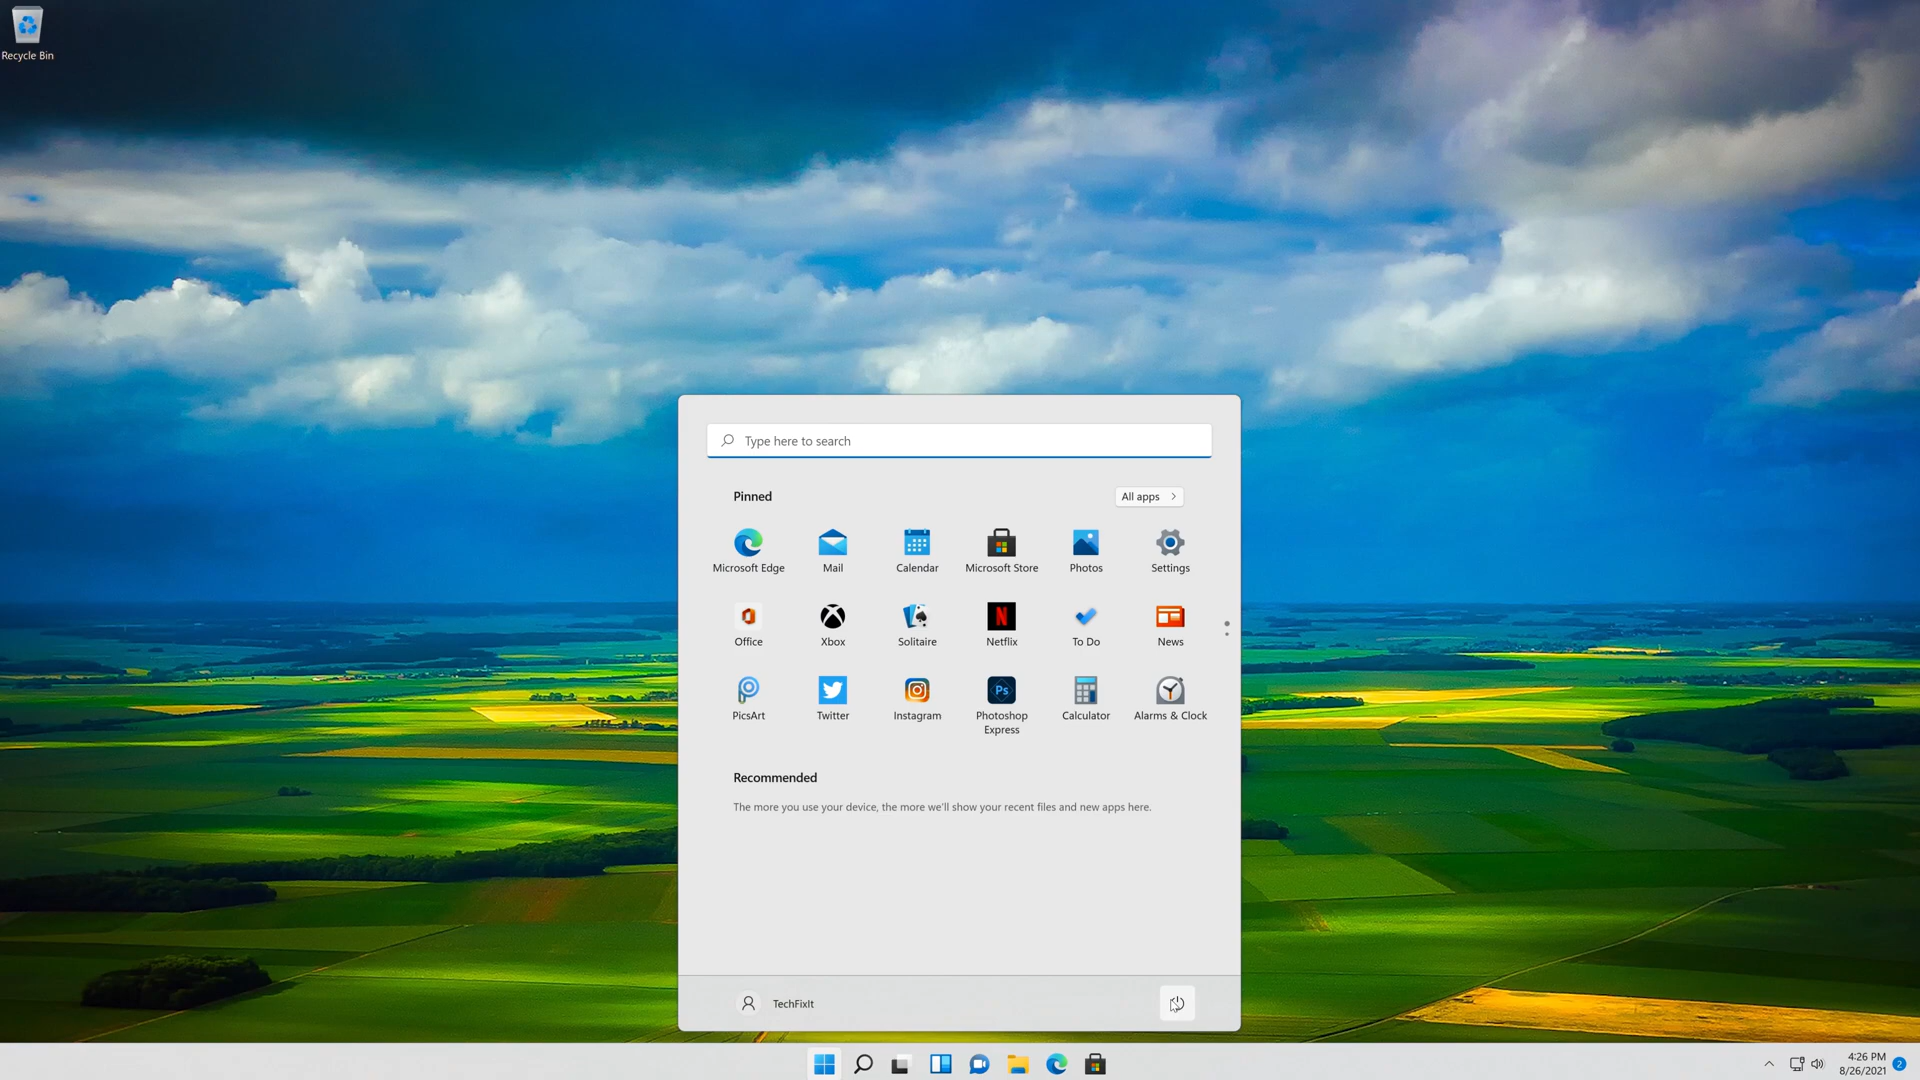 Recycle Bin
Type here to search
Pinned
All apps
Microsoft Edge
Mail
Calendar
Microsoft Store
Photos
Settings
Office
Xbox
Solitaire
Netflix
To Do
News
PicsArt
Twitter
Instagram
Ps
Photoshop
Express
Calculator
Alarms & Clock
Recommended
The more you use your device, the more we'll show your recent files and new apps here.
TechFixIt
4:26 PM
8/26/2021
2